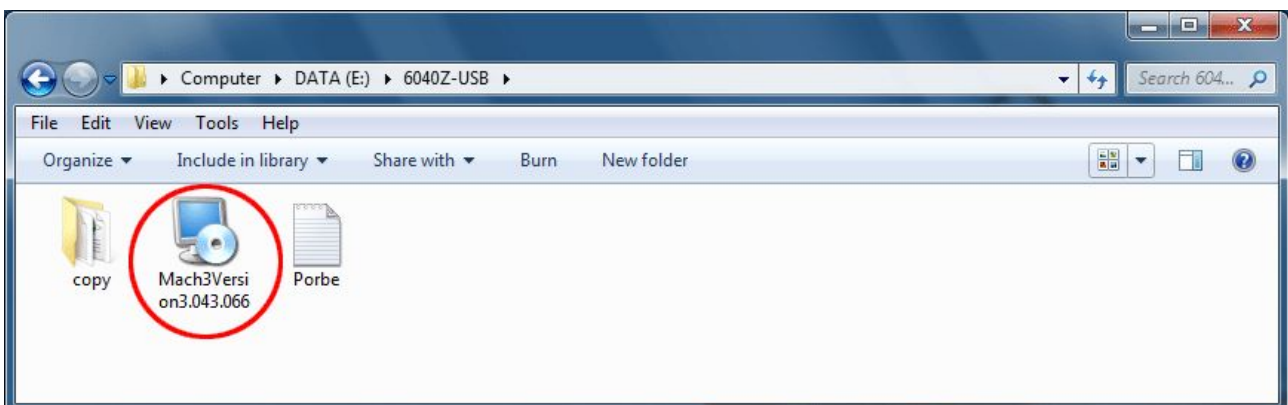 Computer ▸ DATA (E:) ▸ 6040Z-USB ▸
Search 604...
File Edit View Tools Help
Organize Include in library Share with Burn New folder
copy
Mach3Versi
on3.043.066
Porbe